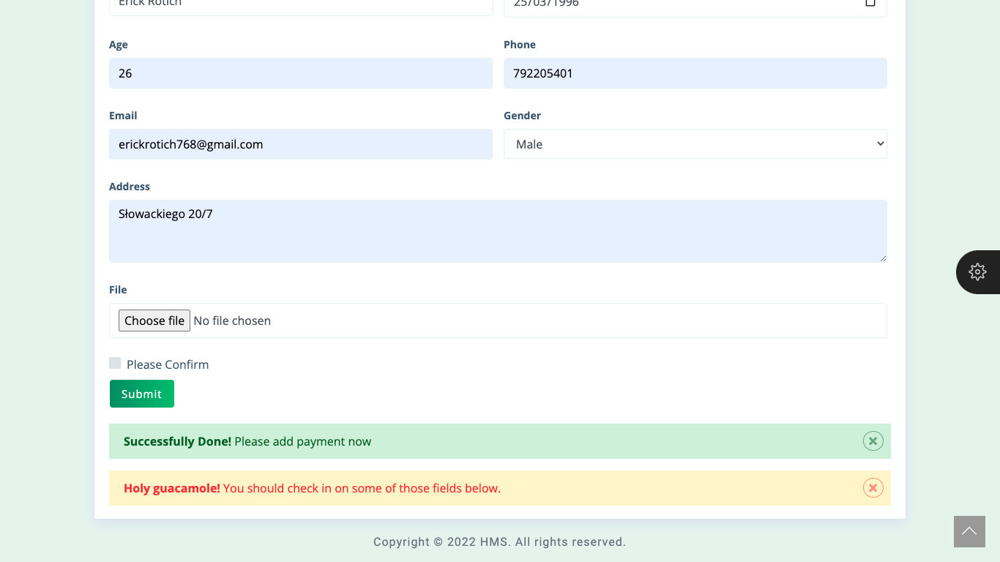 Erick Rotich
25/03/1996
Age
Phone
26
792205401
Email
Gender
erickrotich768@gmail.com
Male
Address
Słowackiego 20/7
File
Choose file No file chosen
Please Confirm
Submit
Successfully Done! Please add payment now
Holy guacamole! You should check in on some of those fields below.
Copyright © 2022 HMS. All rights reserved.